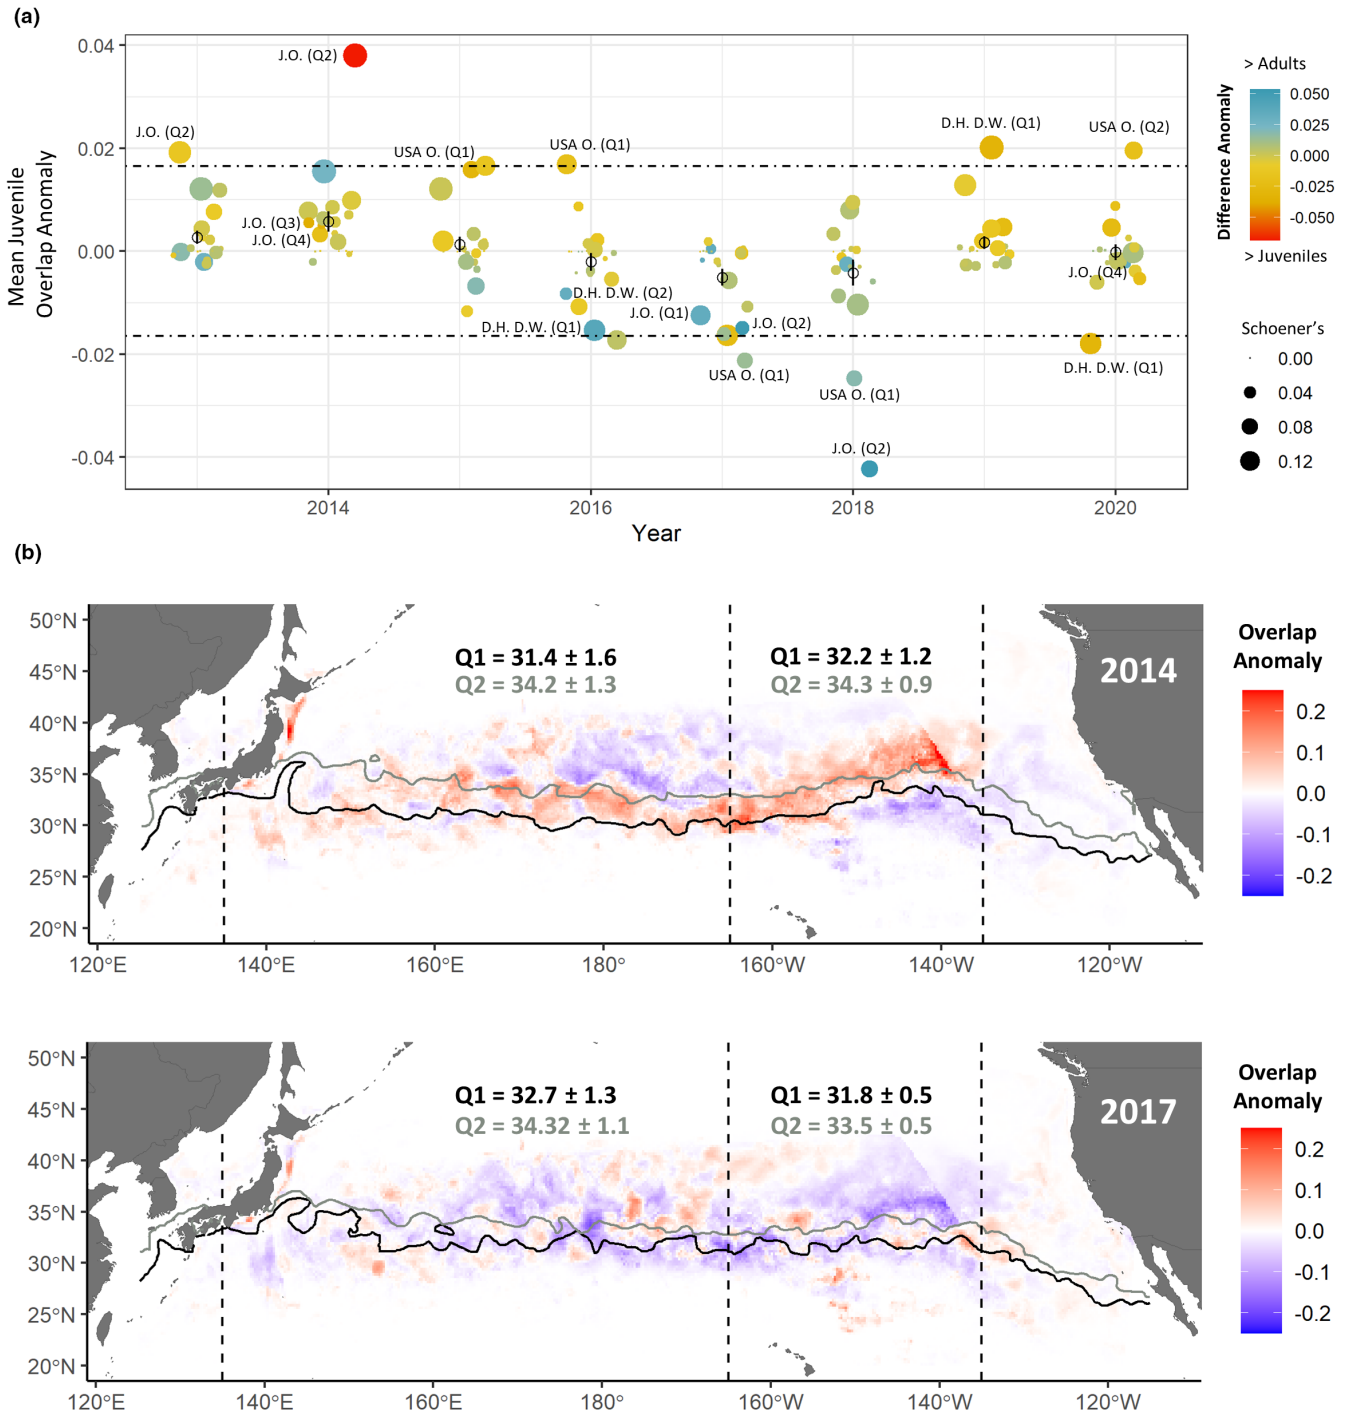 (a)
Mean Juvenile
Overlap Anomaly
0.04
0.02
0.00
-0.02
-0.04
J.O. (Q2)
J.O. (Q2)
USA O. (Q1)
USA O. (Q1)
D.H. D.W. (Q1)
USA O. (Q2)
J.O. (Q3)
J.O. (Q4)
D.H. D.W. (Q2)
D.H. D.W. (Q1)
J.O. (Q1)
J.O. (Q2)
USA O. (Q1)
USA O. (Q1)
J.O. (Q2)
J.O. (Q4)
D.H. D.W. (Q1)
2014
2016
2018
2020
Year
> Adults
Difference Anomaly
0.050
0.025
0.000
-0.025
-0.050
> Juveniles
Schoener's
0.00
0.04
0.08
0.12
(b)
50°N
45°N
40°N
35°N
30°N
25°N
20°N
Q1 = 31.4 ± 1.6
Q2 = 34.2 ± 1.3
Q1 = 32.2 ± 1.2
Q2 = 34.3 ± 0.9
2014
120°E
140°E
160°E
180°
160°W
140°W
120°W
Overlap
Anomaly
0.2
0.1
0.0
-0.1
-0.2
50°N
45°N
40°N
35°N
30°N
25°N
20°N
Q1 = 32.7 ± 1.3
Q2 = 34.32 ± 1.1
Q1 = 31.8 ± 0.5
Q2 = 33.5 ± 0.5
2017
120°E
140°E
160°E
180°
160°W
140°W
120°W
Overlap
Anomaly
0.2
0.1
0.0
-0.1
-0.2